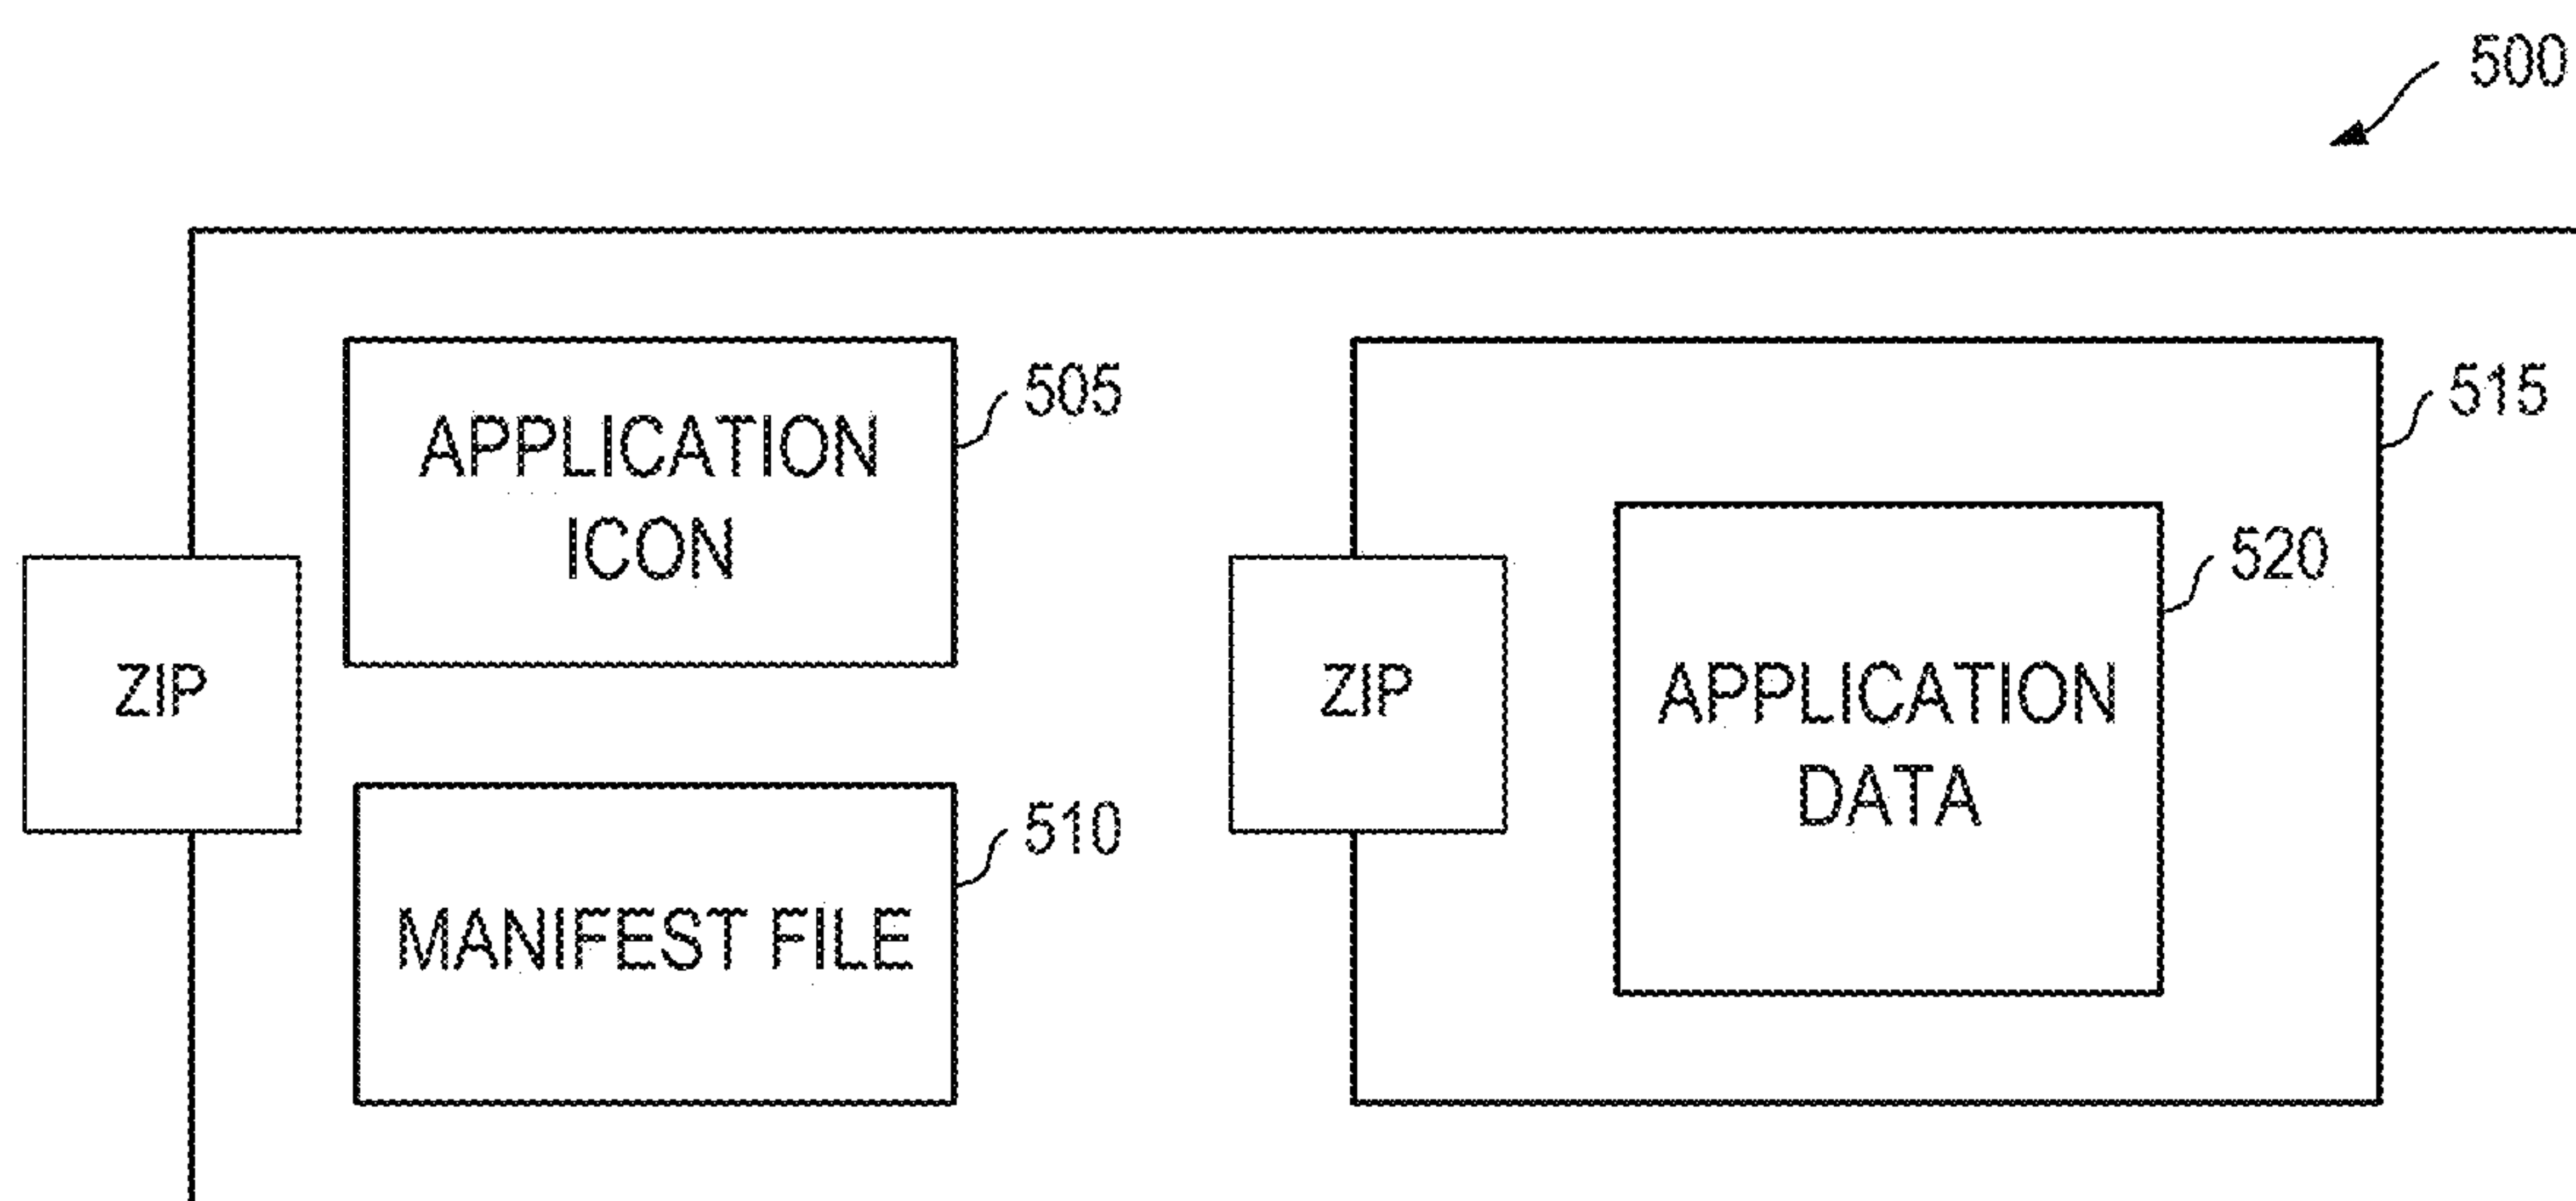 500
APPLICATION
ICON
505
515
ZIP
ZIP
APPLICATION
DATA
520
MANIFEST FILE
510